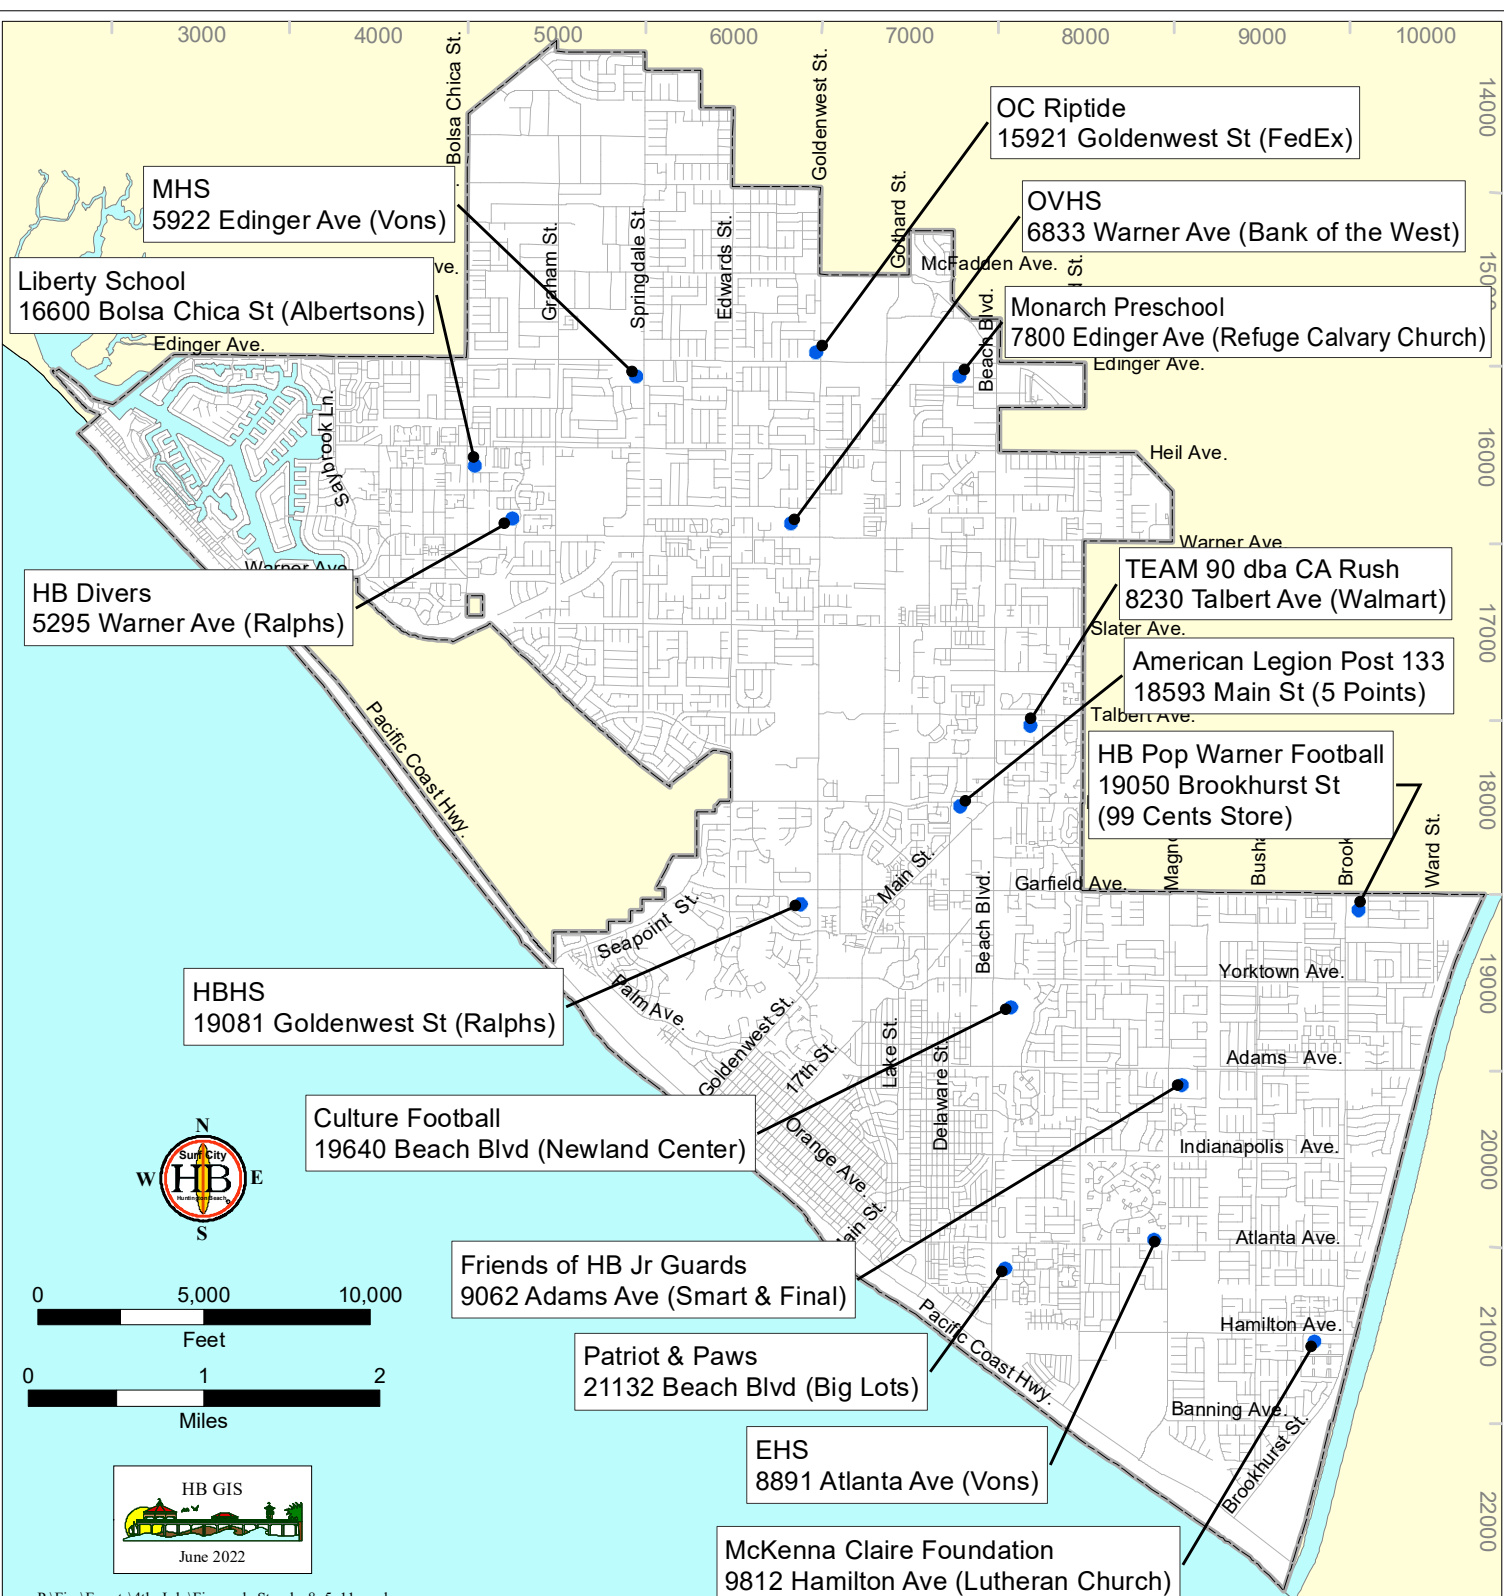 3000 4000 5000 6000 7000 8000 9000 10000
14000
15000
16000
17000
18000
19000
20000
21000
22000
Bolsa Chica St.
Goldenwest St.
Gothard St.
Graham St.
Springdale St.
Edwards St.
OC Riptide
15921 Goldenwest St (FedEx)
MHS
5922 Edinger Ave (Vons)
OVHS
6833 Warner Ave (Bank of the West)
McFadden Ave.
Liberty School
16600 Bolsa Chica St (Albertsons)
ve.
d St.
Monarch Preschool
7800 Edinger Ave (Refuge Calvary Church)
Beach Blvd.
Edinger Ave.
Edinger Ave.
Saybrook Ln.
Heil Ave.
Warner Ave
Warner Ave
HB Divers
5295 Warner Ave (Ralphs)
TEAM 90 dba CA Rush
8230 Talbert Ave (Walmart)
Slater Ave.
American Legion Post 133
18593 Main St (5 Points)
Talbert Ave.
HB Pop Warner Football
19050 Brookhurst St
(99 Cents Store)
Pacific Coast Hwy.
Magno
Busha
Brook
Ward St.
Main St.
Garfield Ave.
Beach Blvd.
Seapoint St.
Yorktown Ave.
HBHS
19081 Goldenwest St (Ralphs)
Palm Ave.
Goldenwest St.
17th St.
Lake St.
Delaware St.
Adams Ave.
Culture Football
19640 Beach Blvd (Newland Center)
Orange Ave.
Indianapolis Ave.
N
W
E
S
Surf City
HB
Huntington Beach
ain St.
Atlanta Ave.
Friends of HB Jr Guards
9062 Adams Ave (Smart & Final)
0 5,000 10,000
Feet
0 1 2
Miles
Pacific Coast Hwy.
Hamilton Ave.
Patriot & Paws
21132 Beach Blvd (Big Lots)
Banning Ave.
Brookhurst St.
EHS
8891 Atlanta Ave (Vons)
HB GIS
June 2022
McKenna Claire Foundation
9812 Hamilton Ave (Lutheran Church)